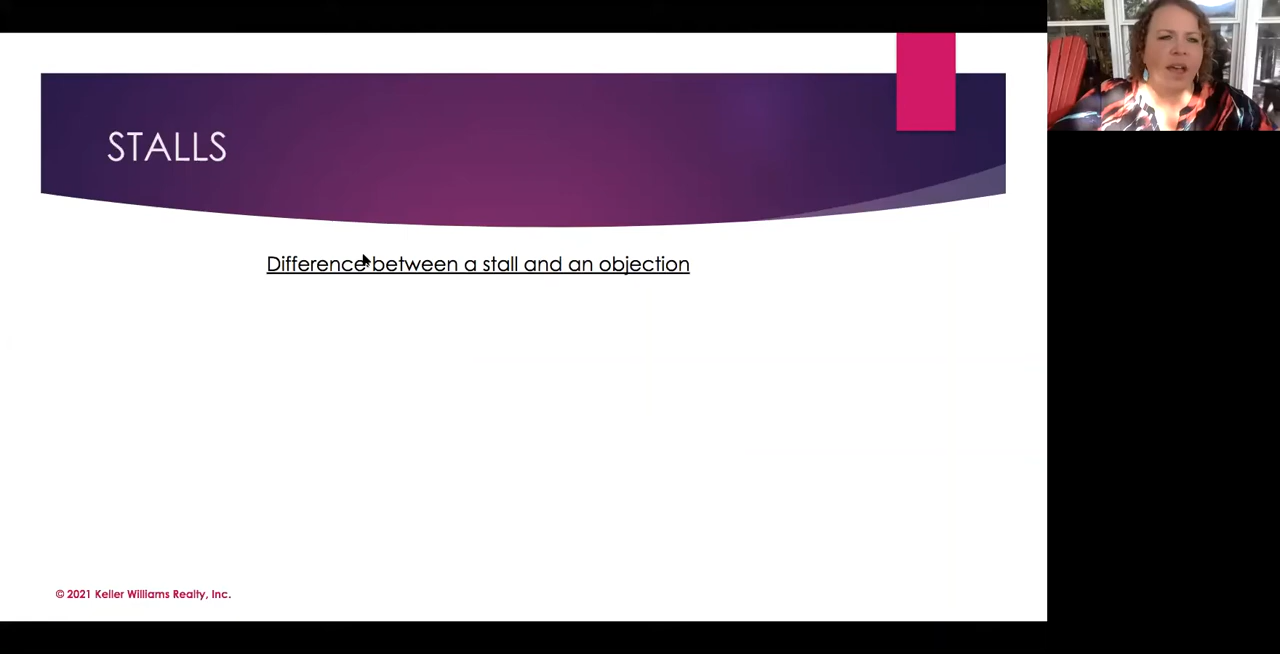 STALLS
Difference between a stall and an objection
© 2021 Keller Williams Realty, Inc.